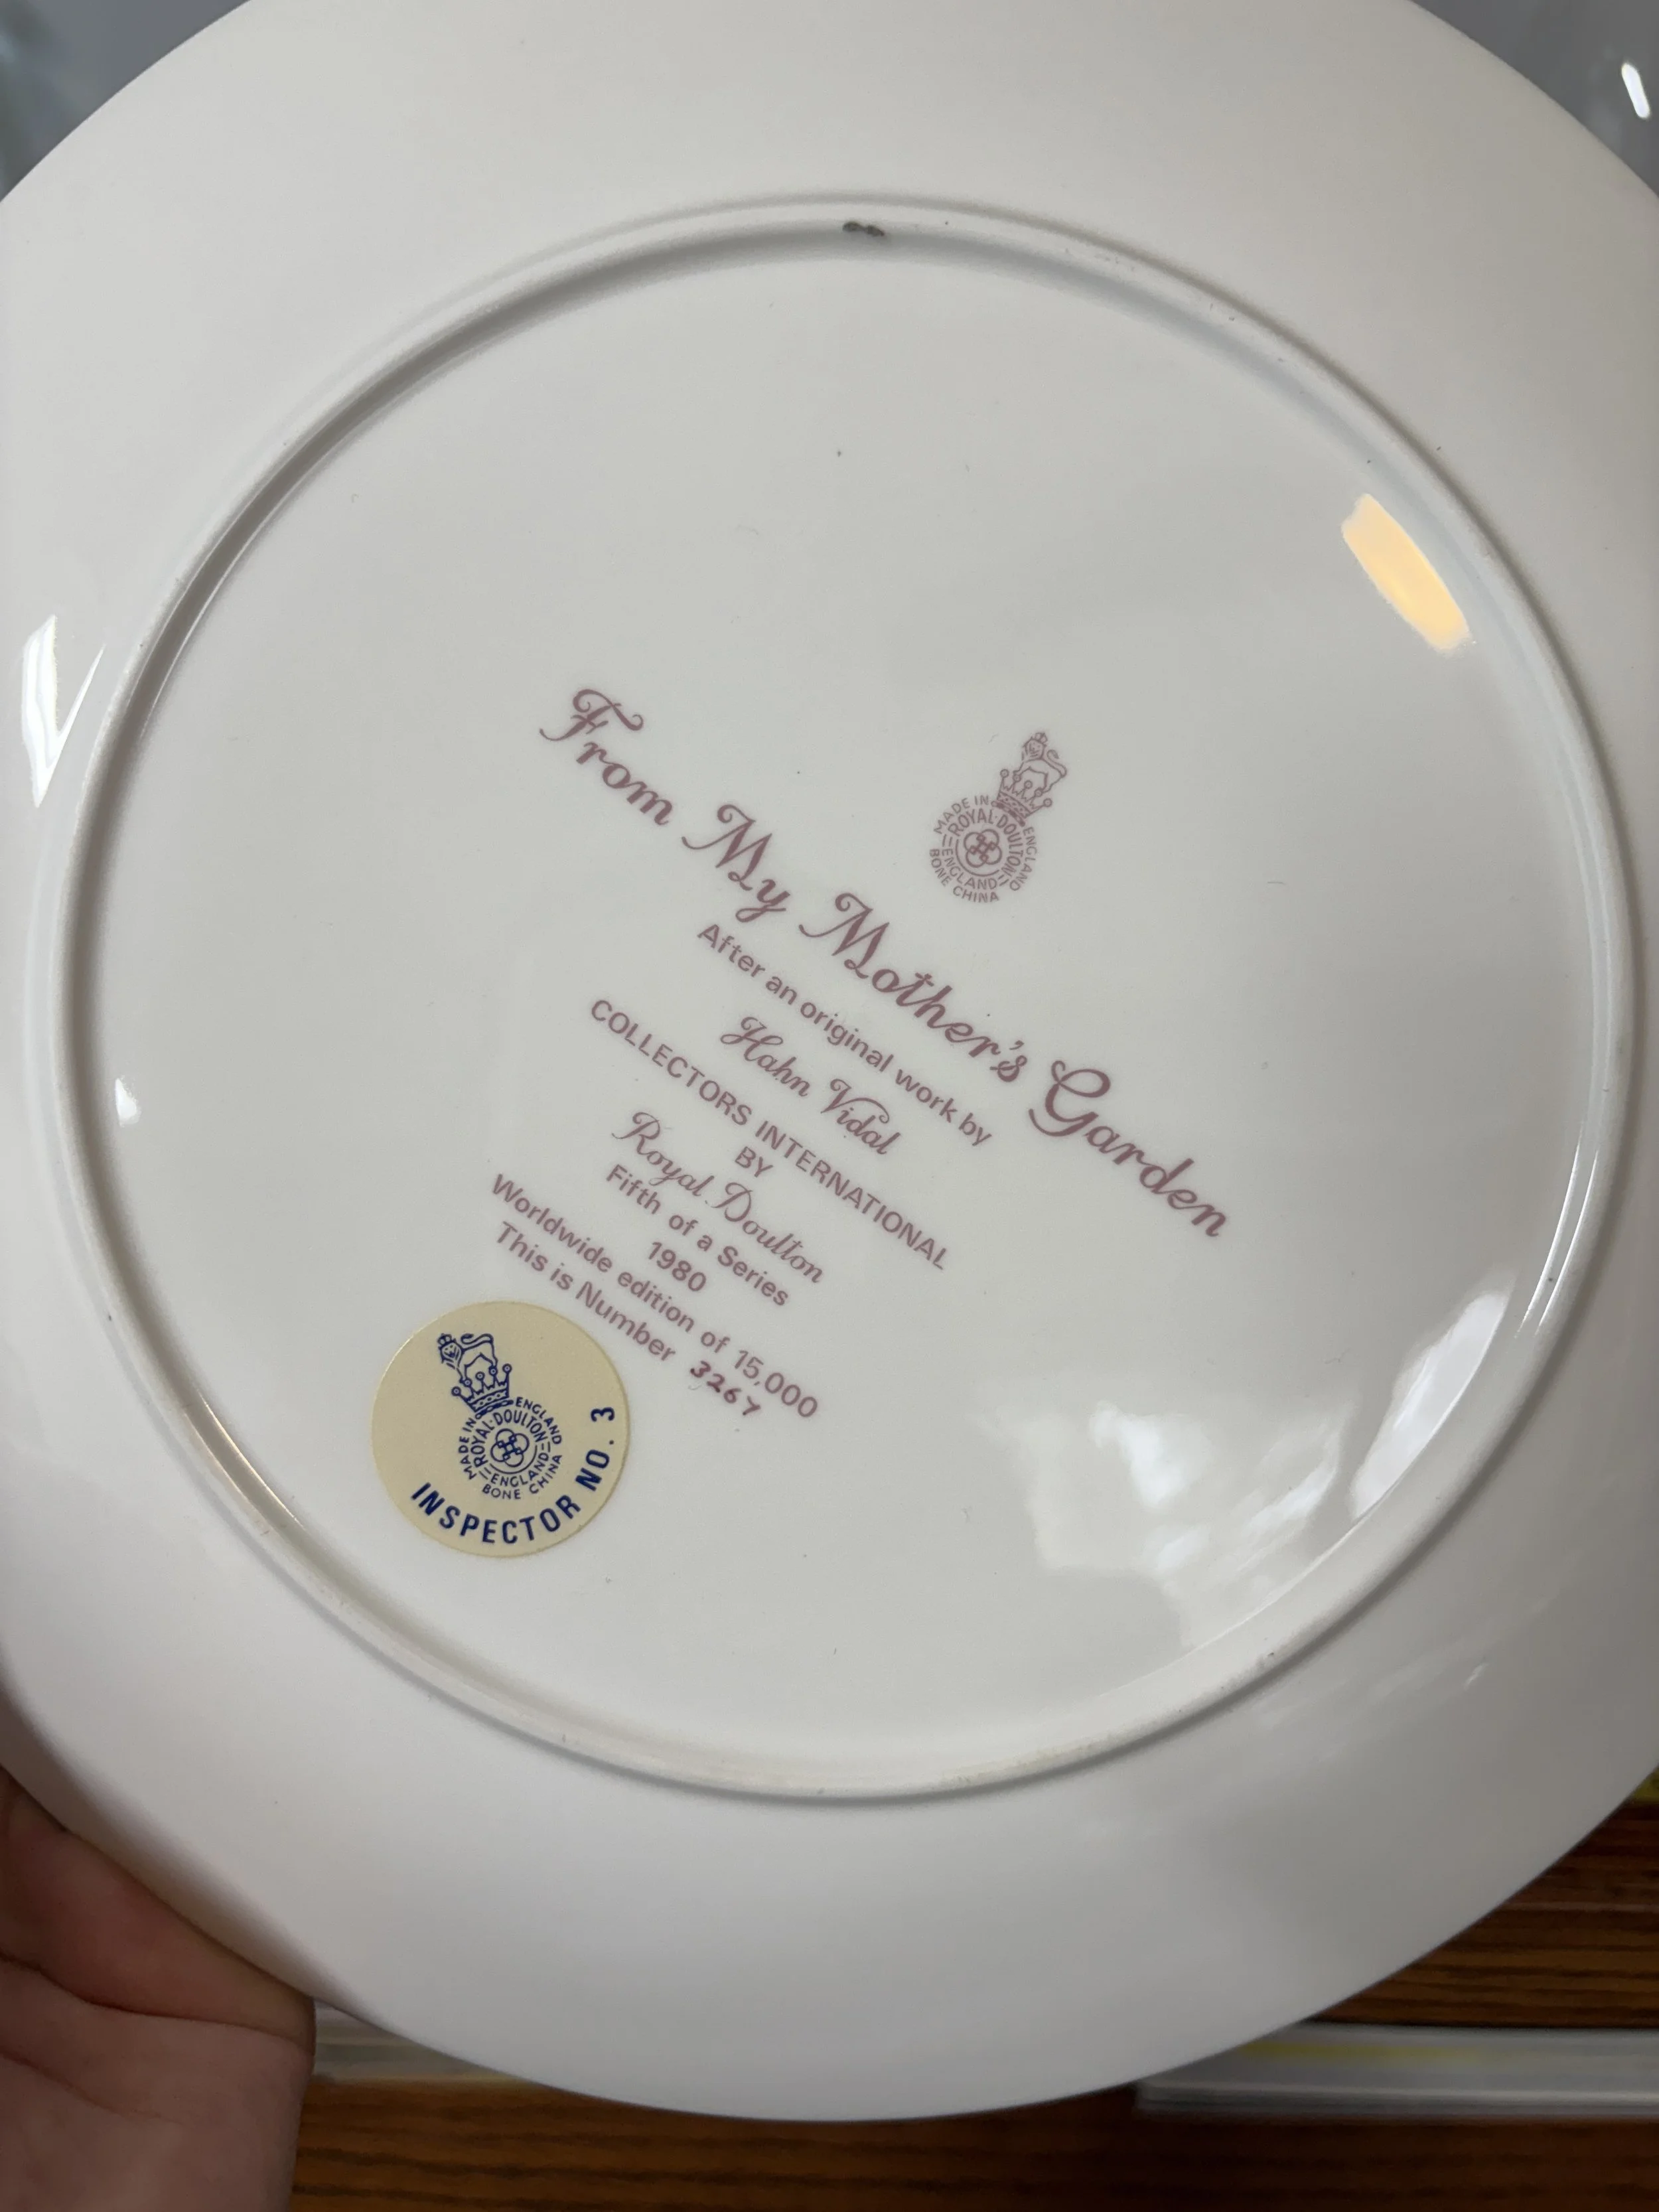 MADE IN ENGLAND
ROYAL·DOULTON
ENGLAND
BONE CHINA
From My Mother's Garden
After an original work by
Hahn Vidal
COLLECTORS INTERNATIONAL
BY
Royal Doulton
Fifth of a Series
1980
Worldwide edition of 15,000
This is Number 3267
MADE IN ENGLAND
ROYAL·DOULTON
ENGLAND
BONE CHINA
INSPECTOR NO. 3